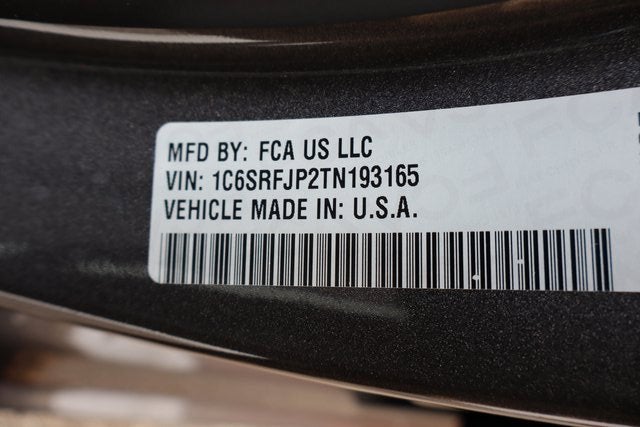 MFD BY: FCA US LLC
VIN: 1C6SRFJP2TN193165
VEHICLE MADE IN: U.S.A.